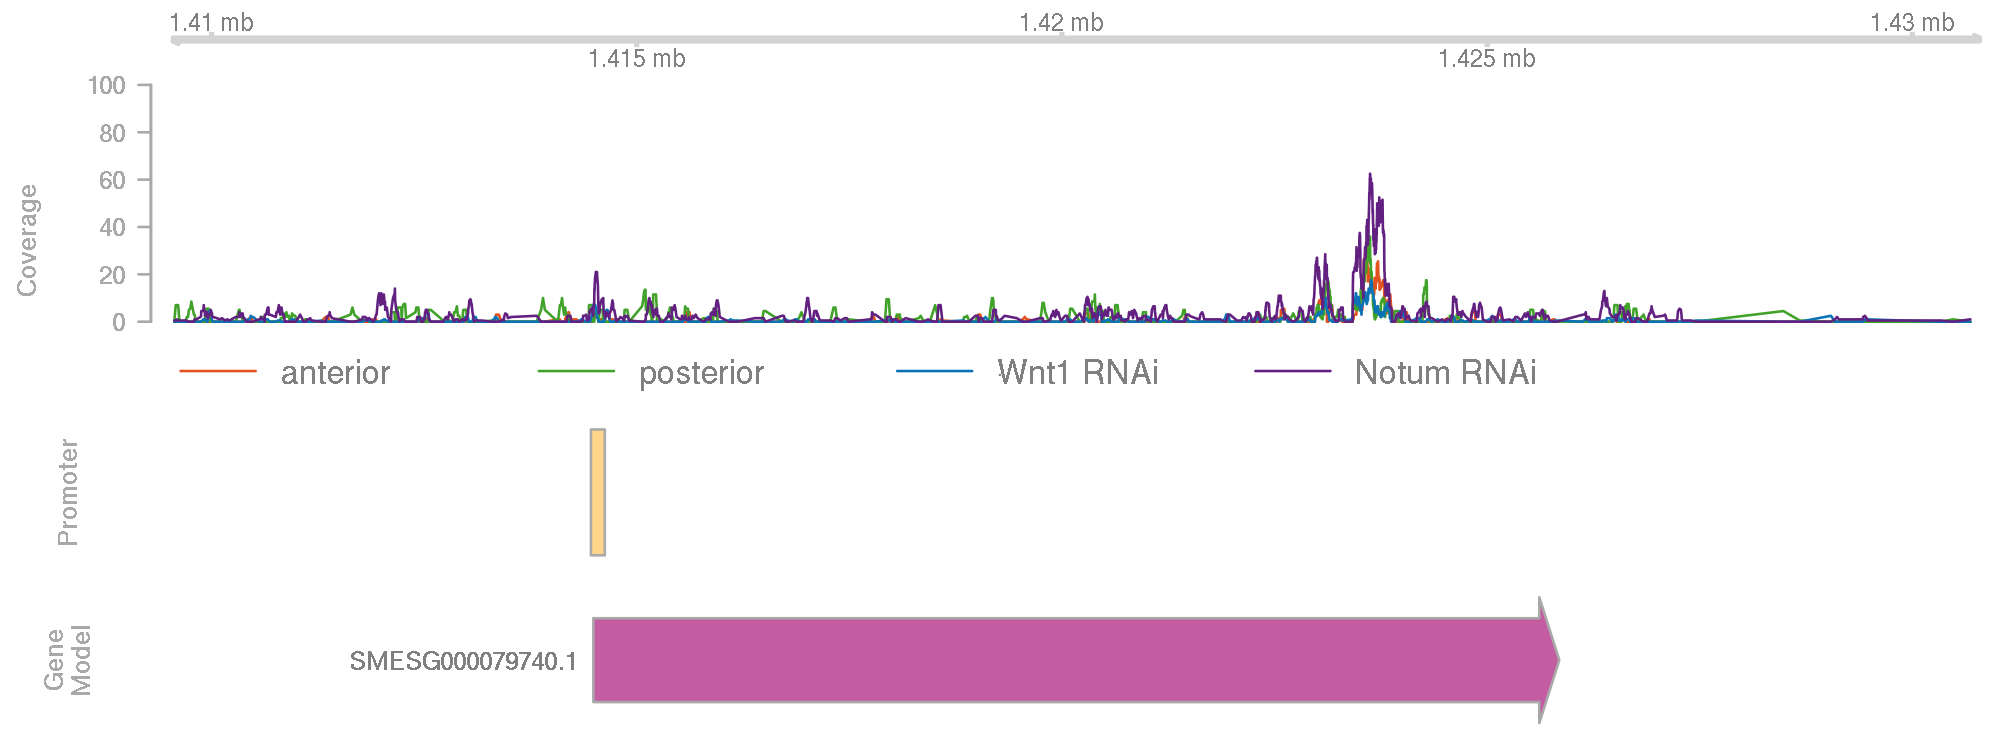 1.41 mb 1.42 mb 1.43 mb
1.415 mb 1.425 mb
100
80
60
40
20
0
Coverage
anterior posterior Wnt1 RNAi Notum RNAi
Promoter
Gene
Model
SMESG000079740.1